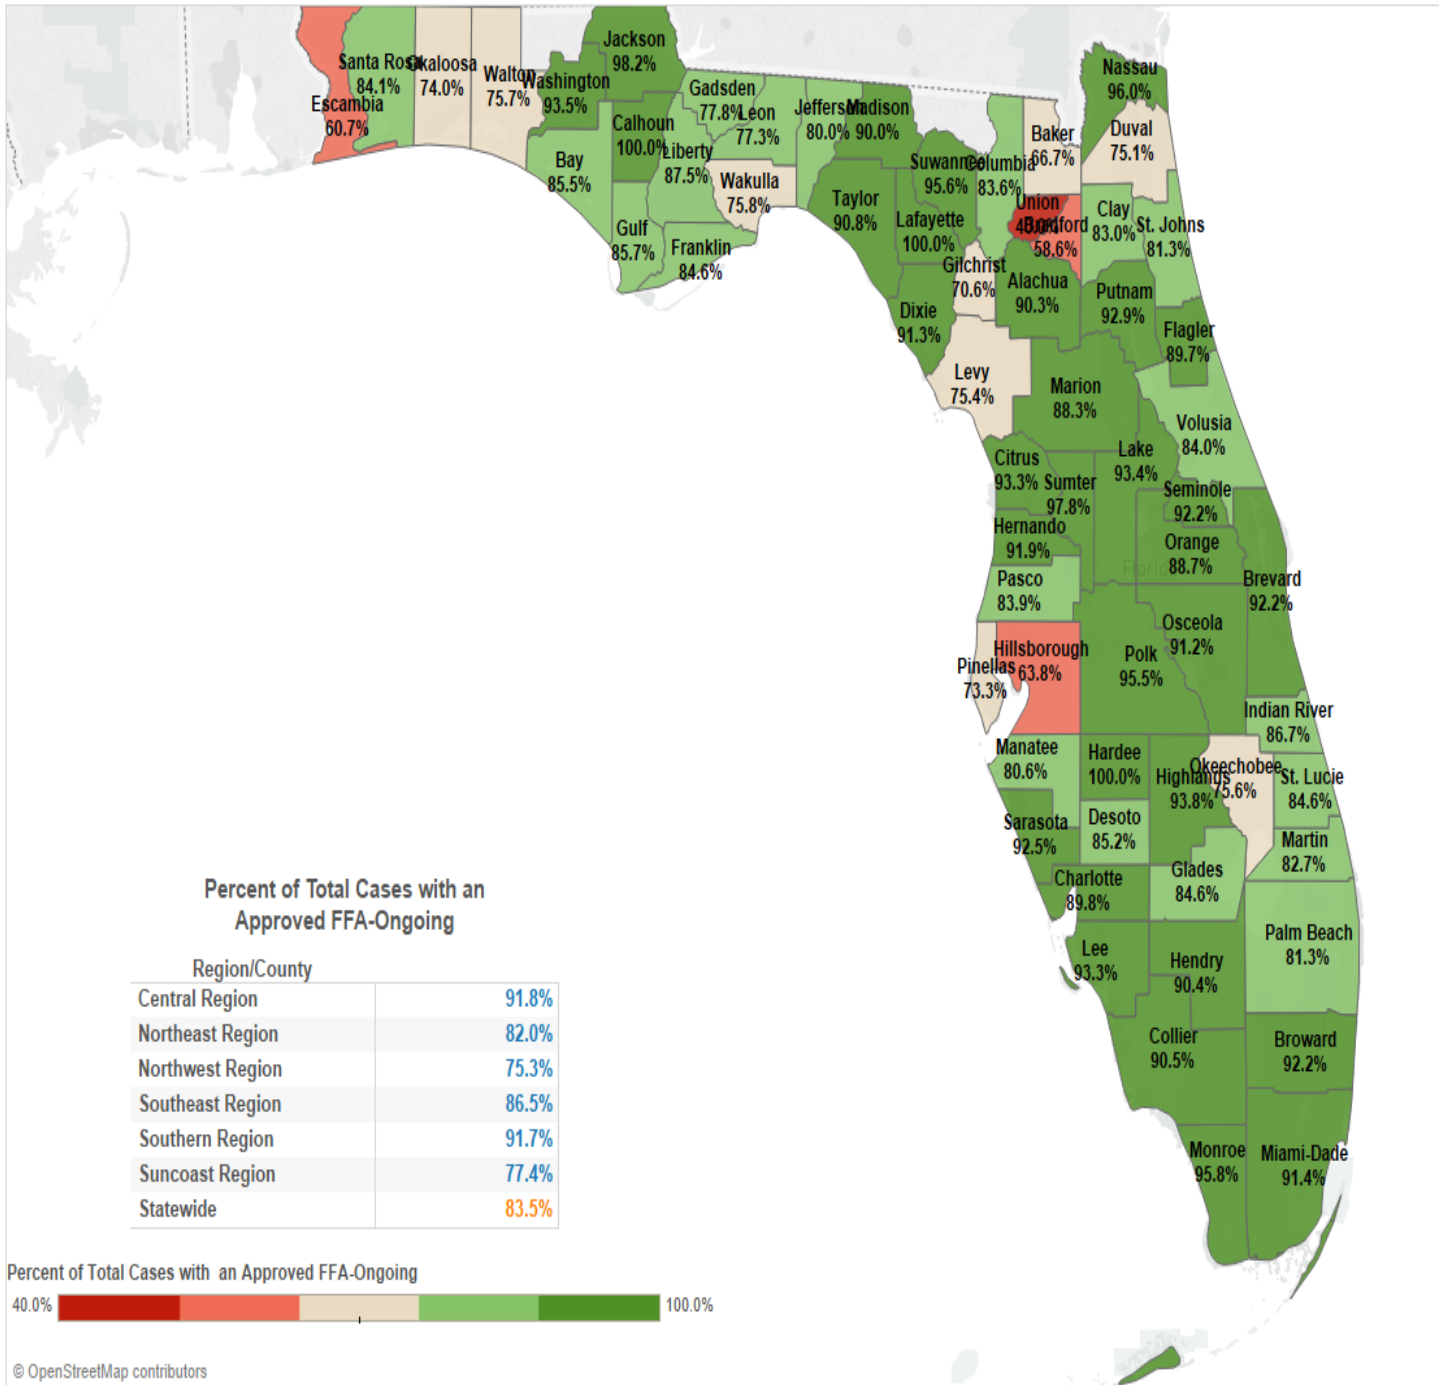 Jackson
98.2%
Nassau
96.0%
Santa Rosa
84.1%
Okaloosa
74.0%
Walton
75.7%
Washington
93.5%
Escambia
60.7%
Gadsden
77.8%
Leon
77.3%
Jefferson
80.0%
Madison
90.0%
Calhoun
100.0%
Liberty
87.5%
Bay
85.5%
Wakulla
75.8%
Gulf
85.7%
Franklin
84.6%
Taylor
90.8%
Suwannee
95.6%
Columbia
83.6%
Baker
66.7%
Duval
75.1%
Lafayette
100.0%
Union
Bradford
58.6%
Clay
83.0%
St. Johns
81.3%
Gilchrist
70.6%
Alachua
90.3%
Putnam
92.9%
Dixie
91.3%
Flagler
89.7%
Levy
75.4%
Marion
88.3%
Volusia
84.0%
Citrus
93.3%
Sumter
97.8%
Lake
93.4%
Seminole
92.2%
Hernando
91.9%
Orange
88.7%
Florida
Pasco
83.9%
Brevard
92.2%
Osceola
91.2%
Pinellas
73.3%
Hillsborough
63.8%
Polk
95.5%
Indian River
86.7%
Manatee
80.6%
Hardee
100.0%
Highlands
93.8%
Okeechobee
75.6%
St. Lucie
84.6%
Sarasota
92.5%
Desoto
85.2%
Martin
82.7%
Charlotte
89.8%
Glades
84.6%
Palm Beach
81.3%
Lee
93.3%
Hendry
90.4%
Collier
90.5%
Broward
92.2%
Monroe
95.8%
Miami-Dade
91.4%
Percent of Total Cases with an
Approved FFA-Ongoing
Region/County
Central Region 91.8%
Northeast Region 82.0%
Northwest Region 75.3%
Southeast Region 86.5%
Southern Region 91.7%
Suncoast Region 77.4%
Statewide 83.5%
Percent of Total Cases with an Approved FFA-Ongoing
40.0% 100.0%
© OpenStreetMap contributors